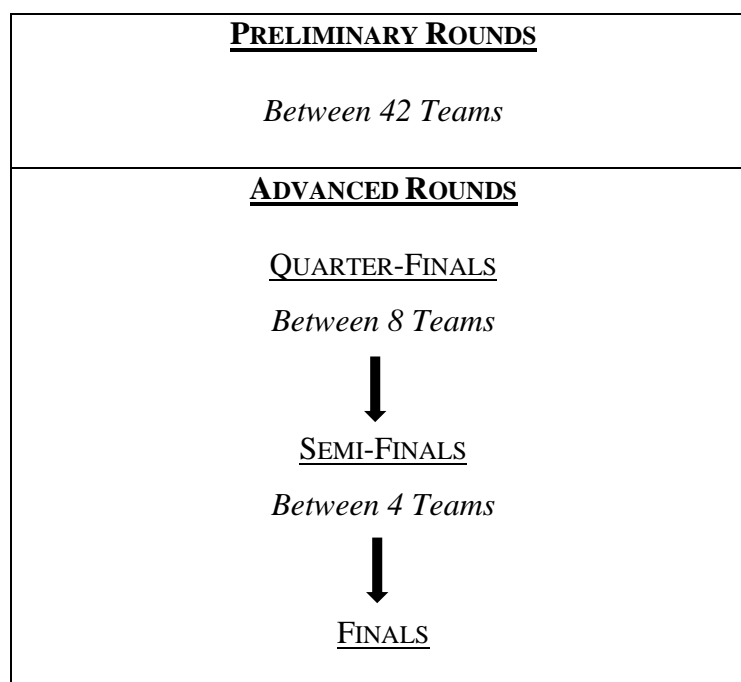 PRELIMINARY ROUNDS
Between 42 Teams
ADVANCED ROUNDS
QUARTER-FINALS
Between 8 Teams
SEMI-FINALS
Between 4 Teams
FINALS